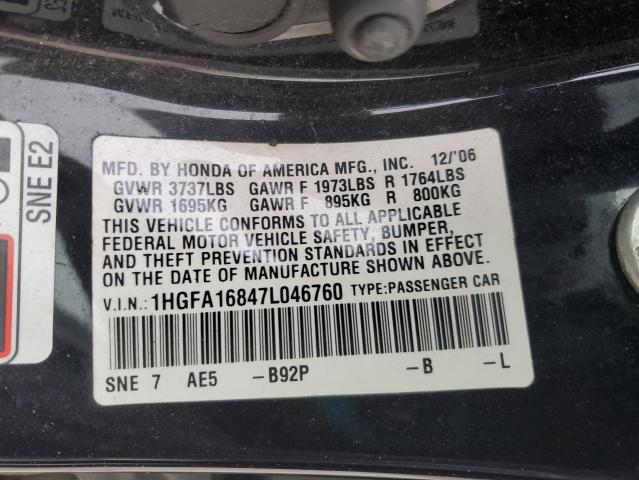 SNE E2
MFD. BY HONDA OF AMERICA MFG., INC. 12/'06
GVWR 3737LBS GAWR F 1973LBS R 1764LBS
GVWR 1695KG GAWR F 895KG R 800KG
THIS VEHICLE CONFORMS TO ALL APPLICABLE
FEDERAL MOTOR VEHICLE SAFETY, BUMPER,
AND THEFT PREVENTION STANDARDS IN EFFECT
ON THE DATE OF MANUFACTURE SHOWN ABOVE.
V.I.N.: 1HGFA16847L046760 TYPE:PASSENGER CAR
SNE 7 AE5 -B92P -B -L